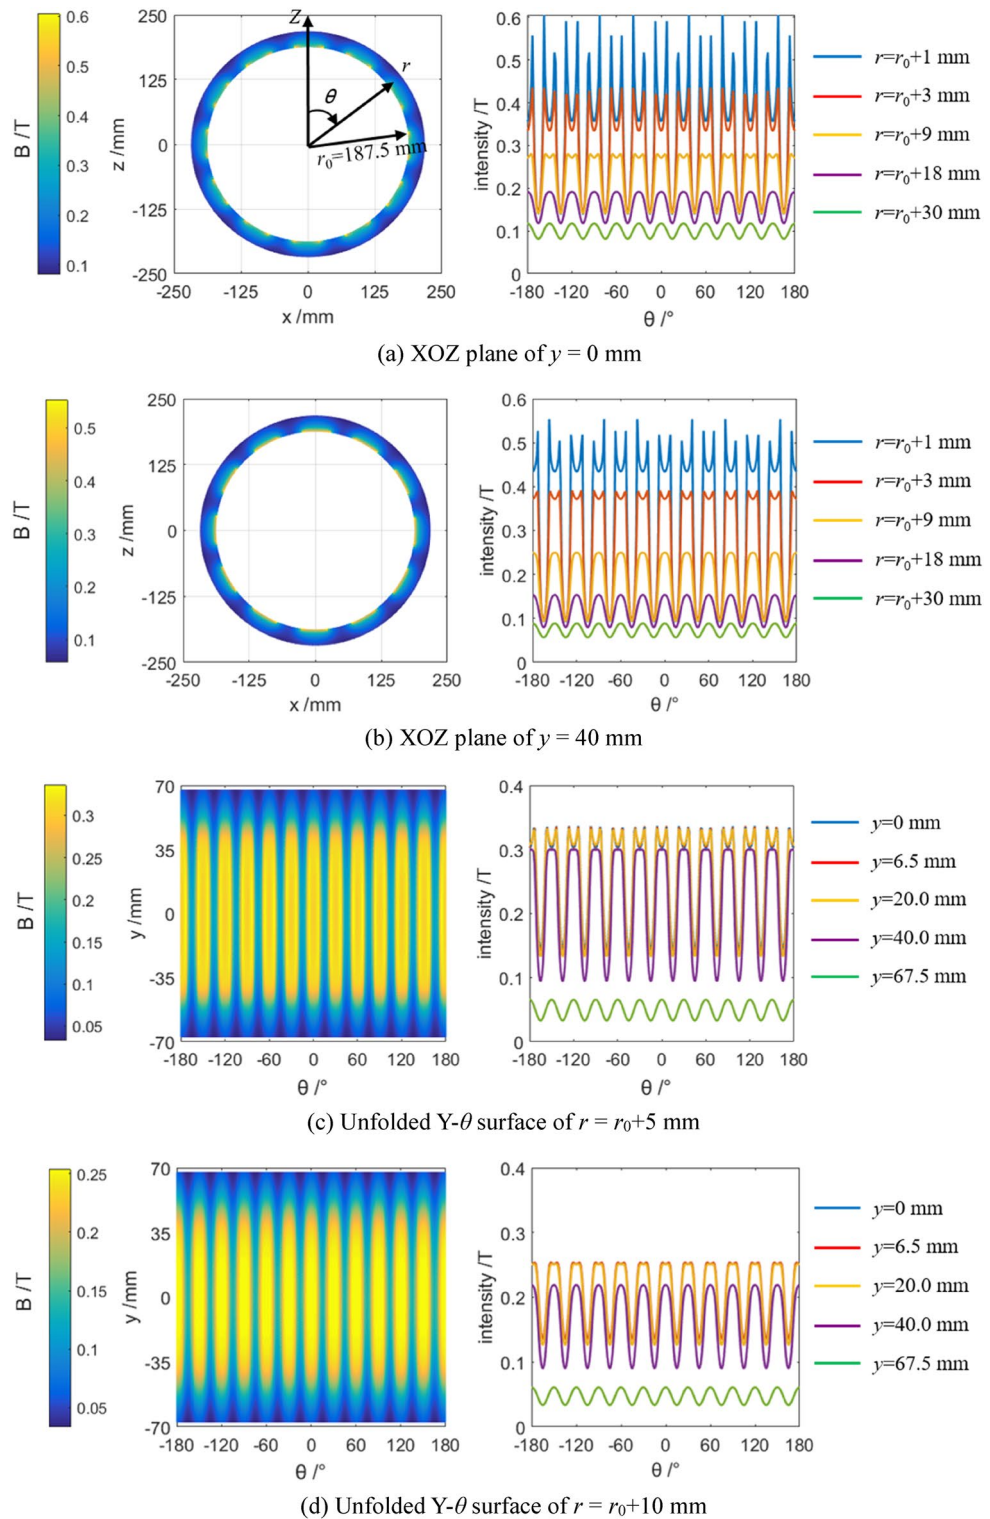 B /T
0.6
0.5
0.4
0.3
0.2
0.1
z /mm
250
125
0
-125
-250
-250 -125 0 125 250
x /mm
Z
r
θ
r0=187.5 mm
intensity /T
0.6
0.5
0.4
0.3
0.2
0.1
0
-180 -120 -60 0 60 120 180
θ /°
r=r0+1 mm
r=r0+3 mm
r=r0+9 mm
r=r0+18 mm
r=r0+30 mm
(a) XOZ plane of y = 0 mm
B /T
0.5
0.4
0.3
0.2
0.1
z /mm
250
125
0
-125
-250
-250 -125 0 125 250
x /mm
intensity /T
0.6
0.5
0.4
0.3
0.2
0.1
0
-180 -120 -60 0 60 120 180
θ /°
r=r0+1 mm
r=r0+3 mm
r=r0+9 mm
r=r0+18 mm
r=r0+30 mm
(b) XOZ plane of y = 40 mm
B /T
0.3
0.25
0.2
0.15
0.1
0.05
y /mm
70
35
0
-35
-70
-180 -120 -60 0 60 120 180
θ /°
intensity /T
0.4
0.3
0.2
0.1
0
-180 -120 -60 0 60 120 180
θ /°
y=0 mm
y=6.5 mm
y=20.0 mm
y=40.0 mm
y=67.5 mm
(c) Unfolded Y-θ surface of r = r0+5 mm
B /T
0.25
0.2
0.15
0.1
0.05
y /mm
70
35
0
-35
-70
-180 -120 -60 0 60 120 180
θ /°
intensity /T
0.4
0.3
0.2
0.1
0
-180 -120 -60 0 60 120 180
θ /°
y=0 mm
y=6.5 mm
y=20.0 mm
y=40.0 mm
y=67.5 mm
(d) Unfolded Y-θ surface of r = r0+10 mm